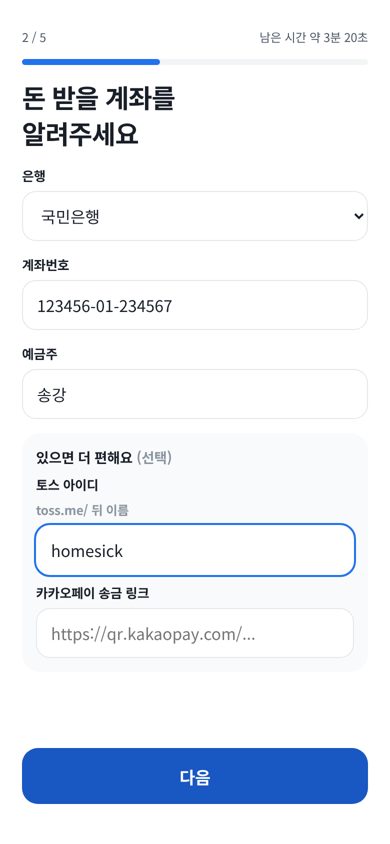 2 / 5
남은 시간 약 3분 20초
돈 받을 계좌를
알려주세요
은행
국민은행
계좌번호
123456-01-234567
예금주
송강
있으면 더 편해요 (선택)
토스 아이디
toss.me/ 뒤 이름
homesick
카카오페이 송금 링크
https://qr.kakaopay.com/...
다음